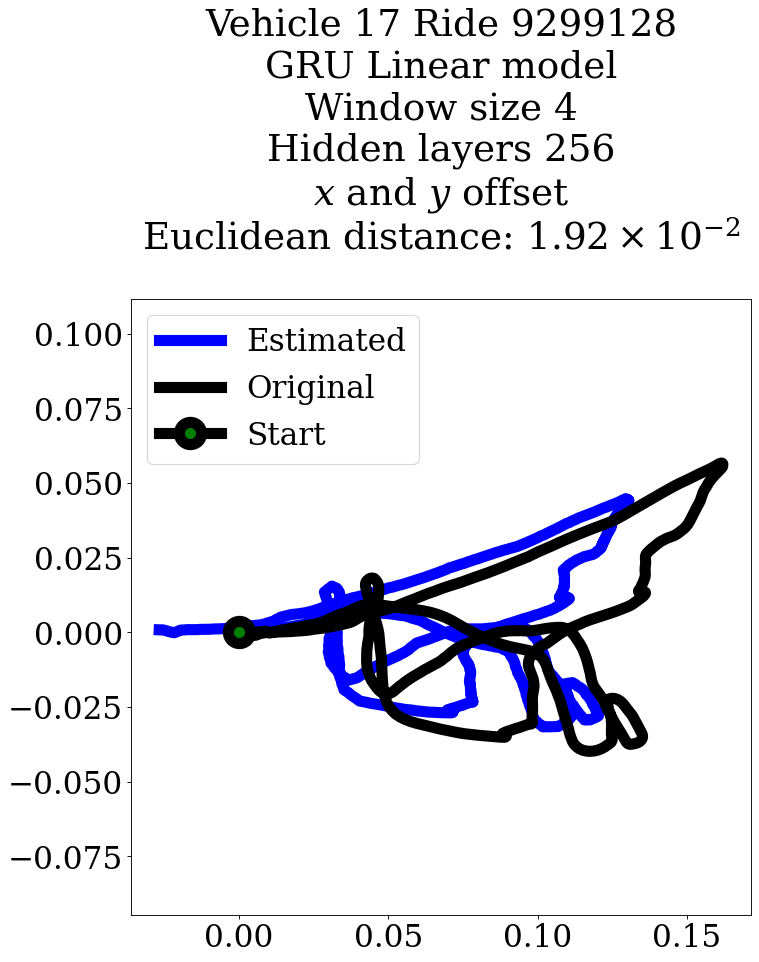 Vehicle 17 Ride 9299128
GRU Linear model
Window size 4
Hidden layers 256
x and y offset
Euclidean distance: 1.92 × 10⁻²
Estimated
Original
Start
0.100
0.075
0.050
0.025
0.000
−0.025
−0.050
−0.075
0.00 0.05 0.10 0.15